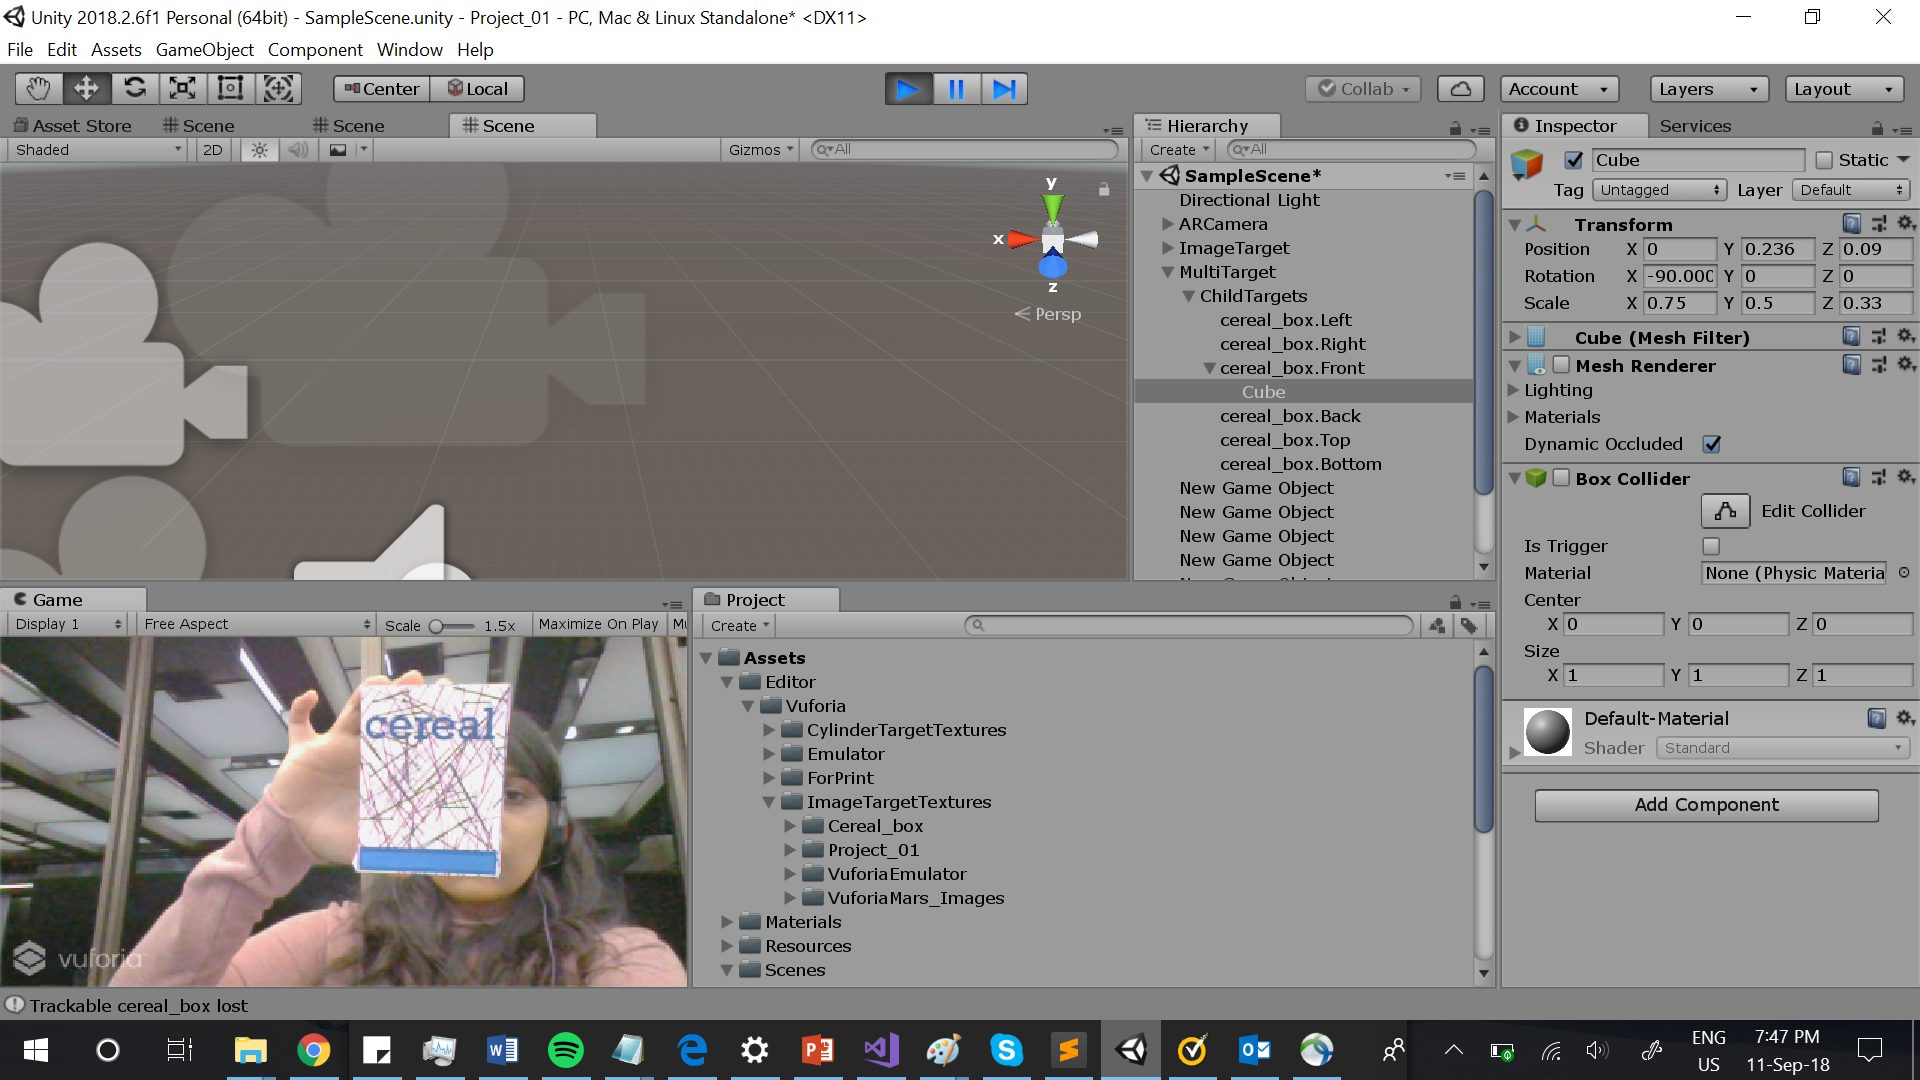 Unity 2018.2.6f1 Personal (64bit) - SampleScene.unity - Project_01 - PC, Mac & Linux Standalone* <DX11>
File Edit Assets GameObject Component Window Help
Center Local Collab Account Layers Layout
Asset Store Scene Scene Scene
Shaded 2D Gizmos All
y
x
z
Persp
Hierarchy
Create All
SampleScene*
Directional Light
ARCamera
ImageTarget
MultiTarget
ChildTargets
cereal_box.Left
cereal_box.Right
cereal_box.Front
Cube
cereal_box.Back
cereal_box.Top
cereal_box.Bottom
New Game Object
New Game Object
New Game Object
New Game Object
Inspector Services
Cube Static
Tag Untagged Layer Default
Transform
Position X 0 Y 0.236 Z 0.09
Rotation X -90.000 Y 0 Z 0
Scale X 0.75 Y 0.5 Z 0.33
Cube (Mesh Filter)
Mesh Renderer
Lighting
Materials
Dynamic Occluded
Box Collider
Edit Collider
Is Trigger
Material None (Physic Materia
Center
X 0 Y 0 Z 0
Size
X 1 Y 1 Z 1
Default-Material
Shader Standard
Add Component
Game
Display 1 Free Aspect Scale 1.5x Maximize On Play Mu
cereal
vuforia
Project
Create
Assets
Editor
Vuforia
CylinderTargetTextures
Emulator
ForPrint
ImageTargetTextures
Cereal_box
Project_01
VuforiaEmulator
VuforiaMars_Images
Materials
Resources
Scenes
Trackable cereal_box lost
ENG 7:47 PM
US 11-Sep-18